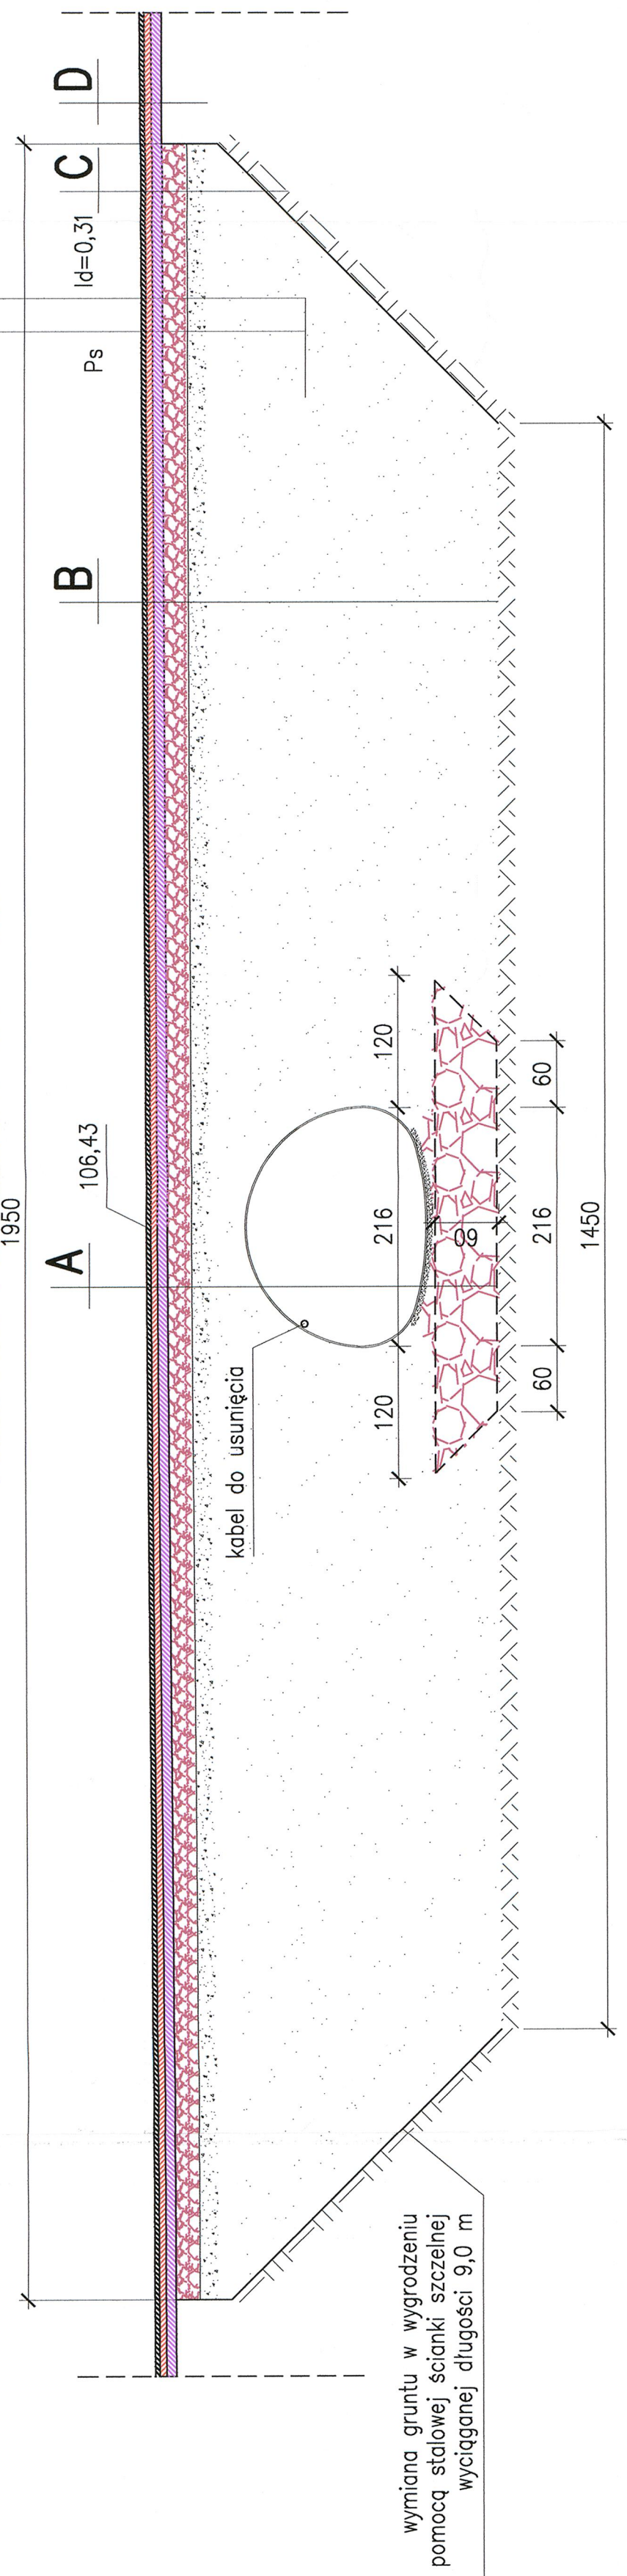 1950
A
B
C
D
106,43
Ps
Id=0,31
kabel do usunięcia
120
216
120
60
60
216
60
1450
wymiana gruntu w wygrodzeniu
pomocą stalowej ścianki szczelnej
wyciąganej długości 9,0 m